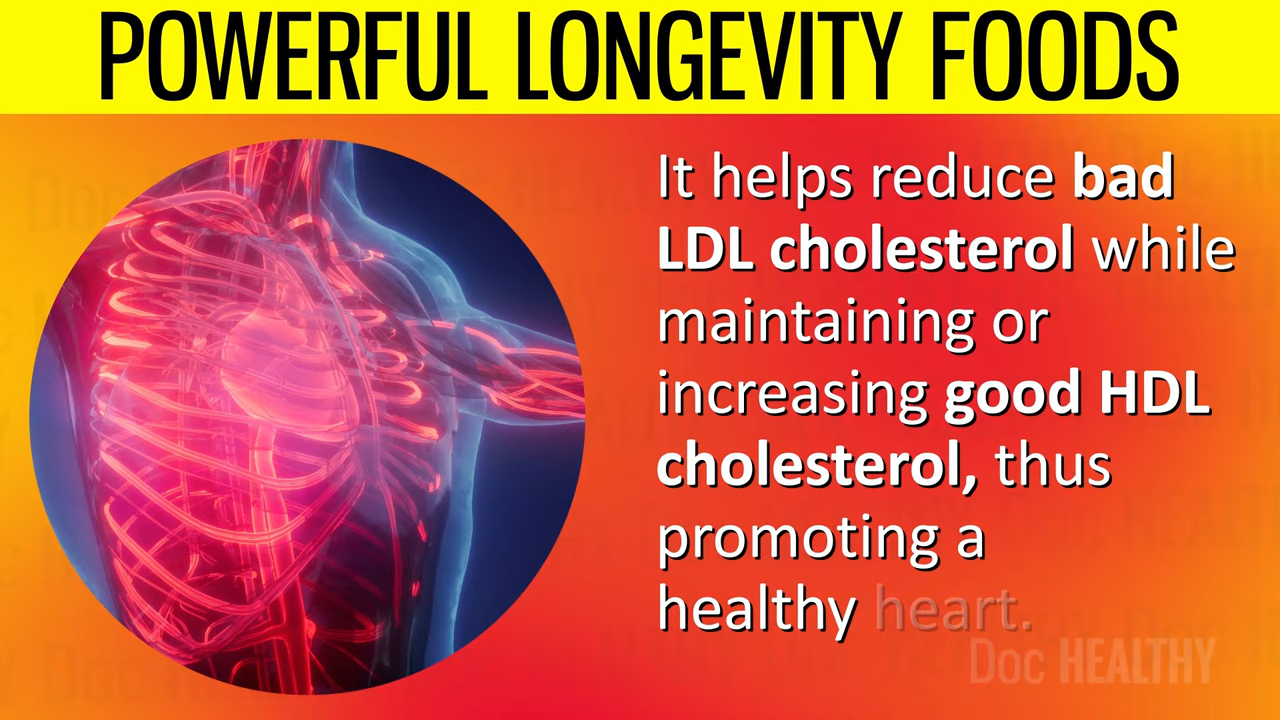 POWERFUL LONGEVITY FOODS
It helps reduce bad
LDL cholesterol while
maintaining or
increasing good HDL
cholesterol, thus
promoting a
healthy heart.
Doc HEALTHY